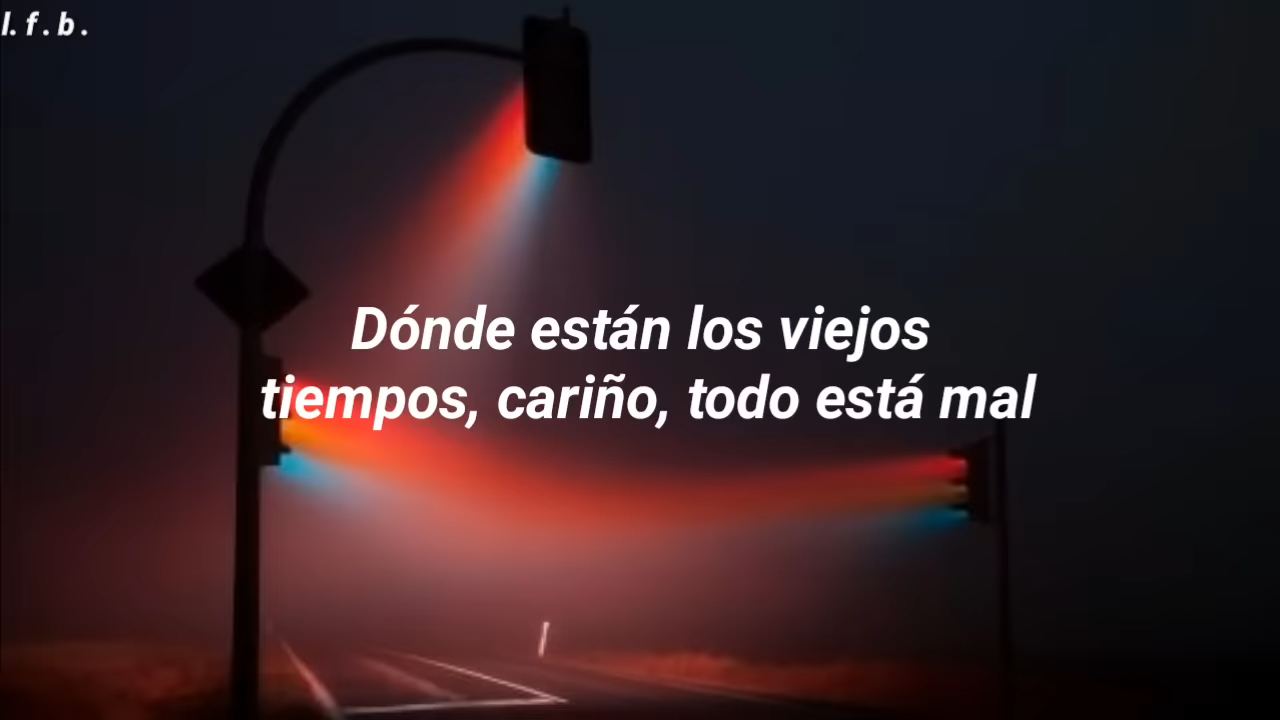 l. f. b.
Dónde están los viejos
tiempos, cariño, todo está mal